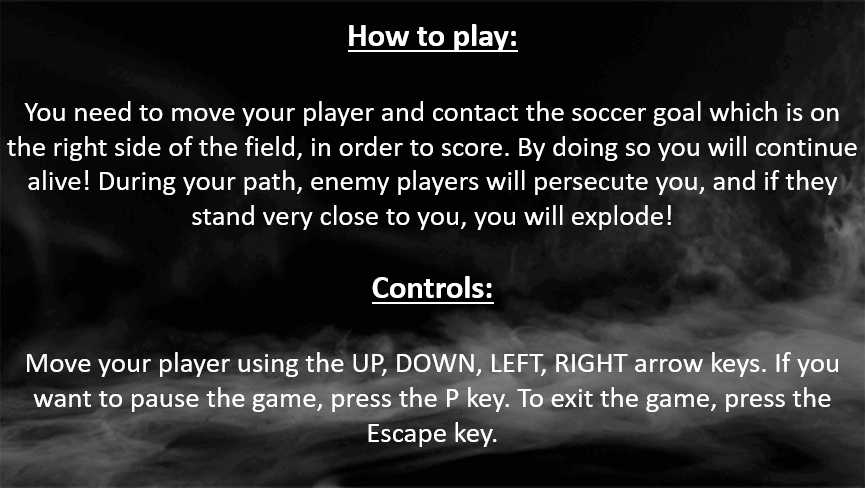 How to play:
You need to move your player and contact the soccer goal which is on
the right side of the field, in order to score. By doing so you will continue
alive! During your path, enemy players will persecute you, and if they
stand very close to you, you will explode!
Controls:
Move your player using the UP, DOWN, LEFT, RIGHT arrow keys. If you
want to pause the game, press the P key. To exit the game, press the
Escape key.